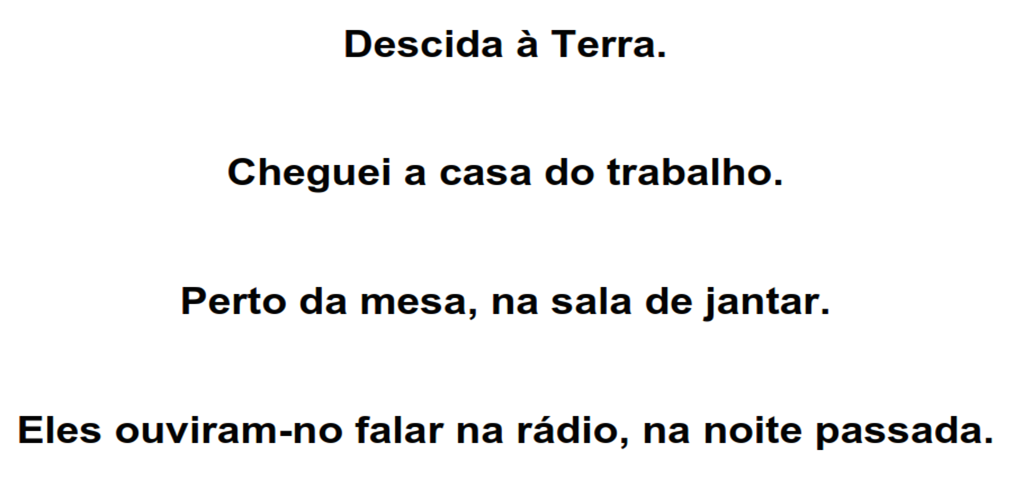 Descida à Terra.
Cheguei a casa do trabalho.
Perto da mesa, na sala de jantar.
Eles ouviram-no falar na rádio, na noite passada.